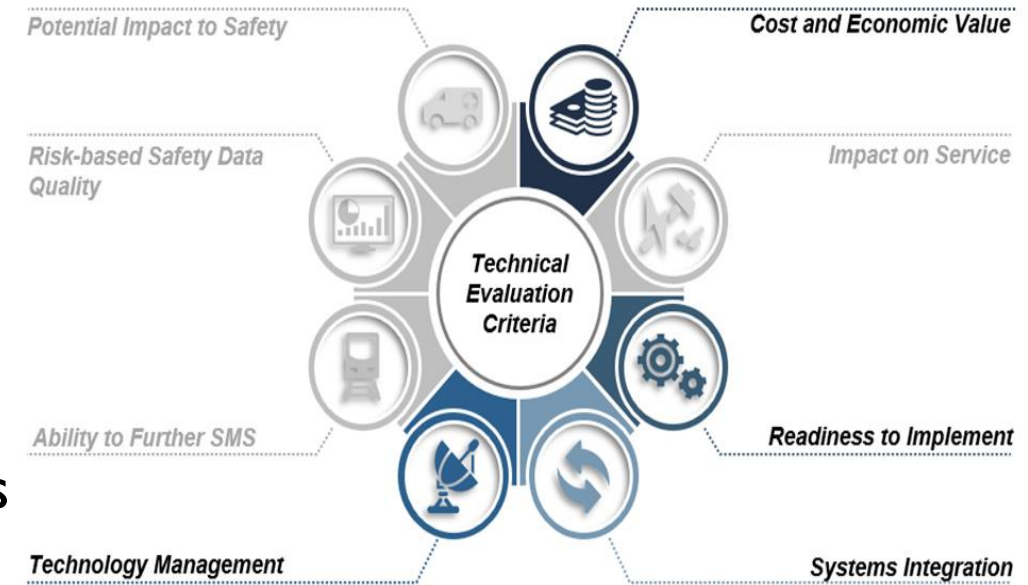 Potential Impact to Safety
Cost and Economic Value
Risk-based Safety Data
Quality
Impact on Service
Technical
Evaluation
Criteria
Ability to Further SMS
Readiness to Implement
s
Technology Management
Systems Integration